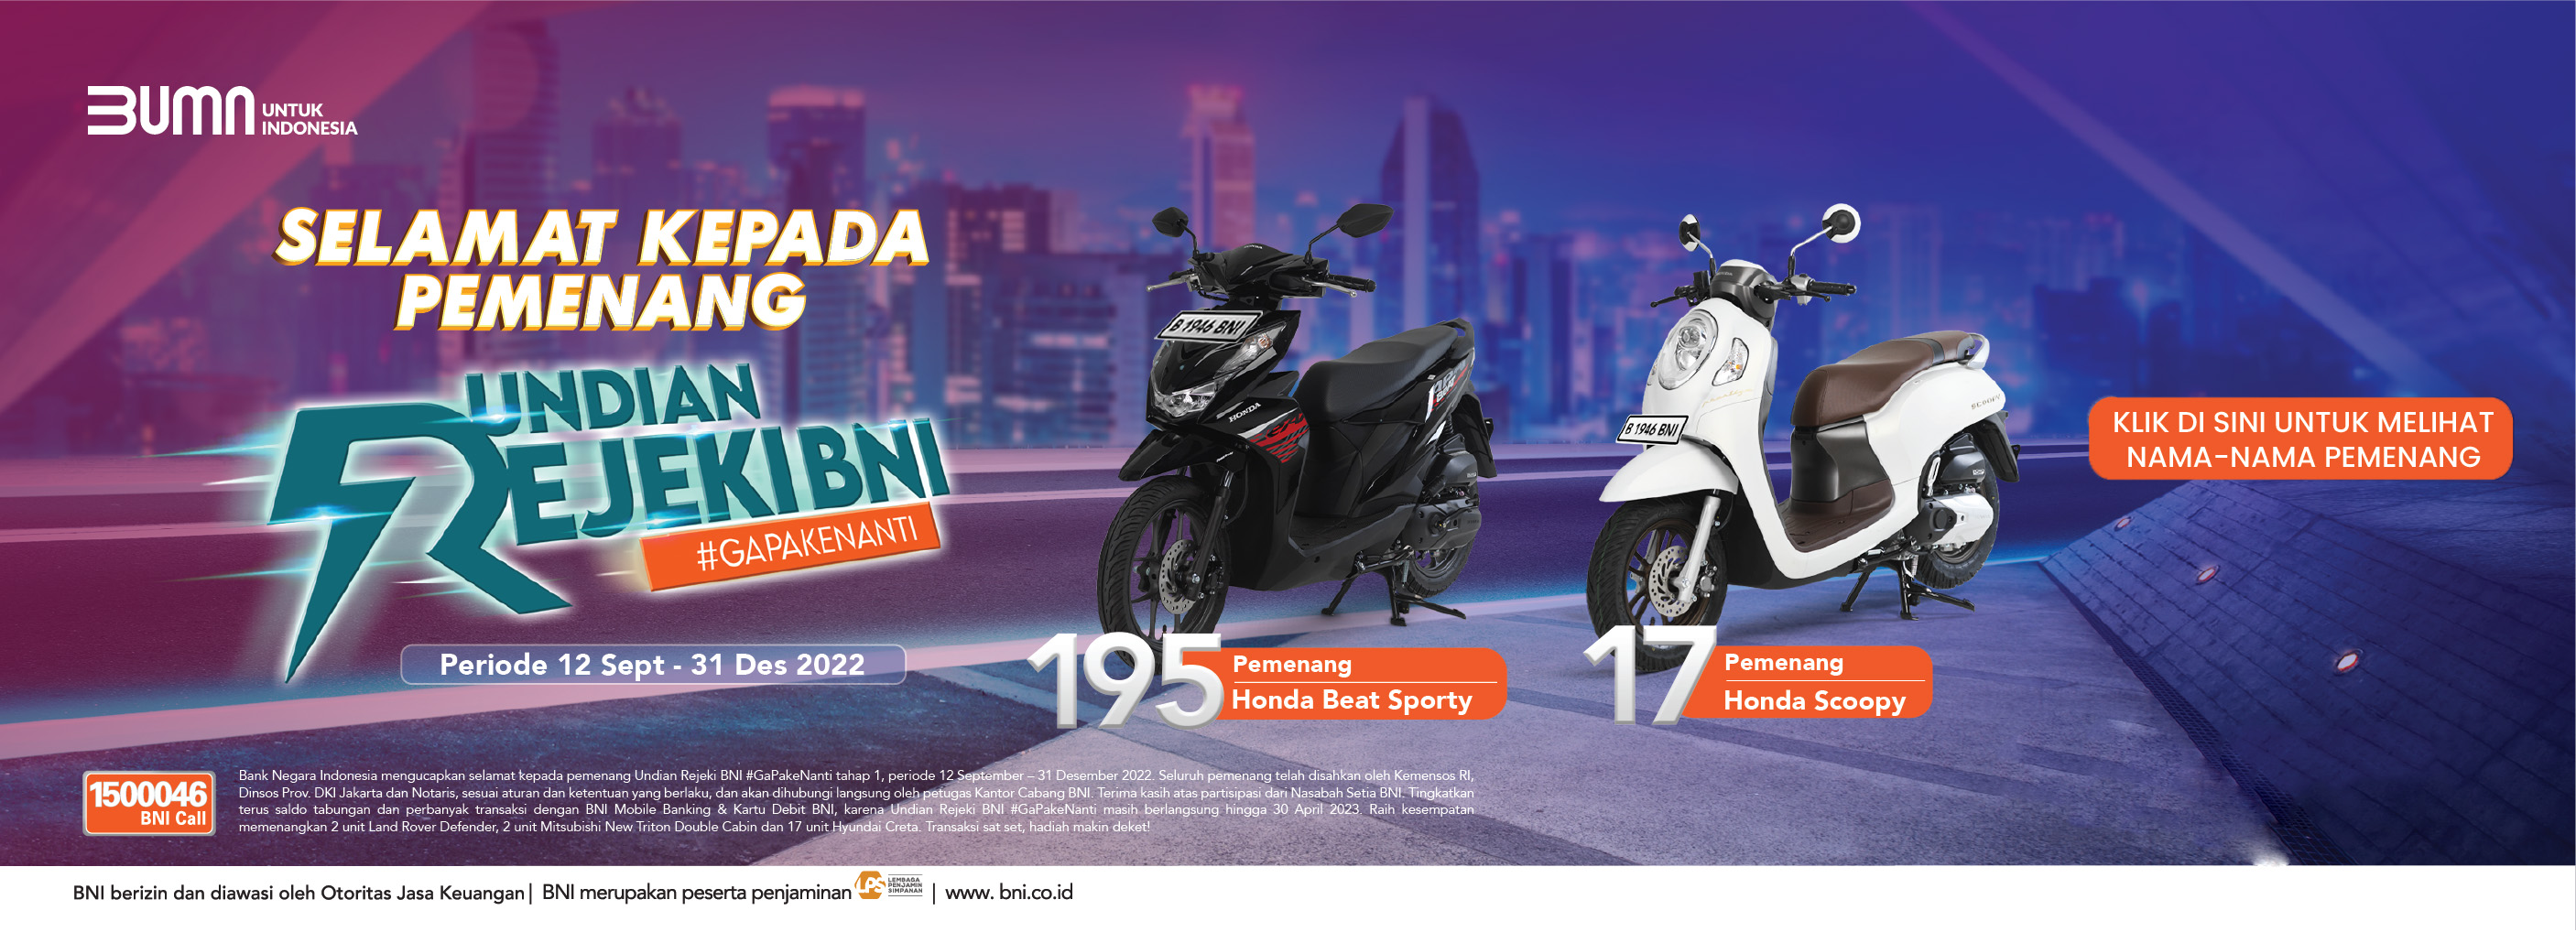 BUMN UNTUK
INDONESIA
SELAMAT KEPADA
PEMENANG
UNDIAN
REJEKI BNI
#GAPAKENANTI
Periode 12 Sept - 31 Des 2022
B 1946 BNI
HONDA
195
Pemenang
Honda Beat Sporty
B 1946 BNI
SCOOPY
17
Pemenang
Honda Scoopy
KLIK DI SINI UNTUK MELIHAT
NAMA-NAMA PEMENANG
1500046
BNI Call
Bank Negara Indonesia mengucapkan selamat kepada pemenang Undian Rejeki BNI #GaPakeNanti tahap 1, periode 12 September – 31 Desember 2022. Seluruh pemenang telah disahkan oleh Kemensos RI,
Dinsos Prov. DKI Jakarta dan Notaris, sesuai aturan dan ketentuan yang berlaku, dan akan dihubungi langsung oleh petugas Kantor Cabang BNI. Terima kasih atas partisipasi dari Nasabah Setia BNI. Tingkatkan
terus saldo tabungan dan perbanyak transaksi dengan BNI Mobile Banking & Kartu Debit BNI, karena Undian Rejeki BNI #GaPakeNanti masih berlangsung hingga 30 April 2023. Raih kesempatan
memenangkan 2 unit Land Rover Defender, 2 unit Mitsubishi New Triton Double Cabin dan 17 unit Hyundai Creta. Transaksi sat set, hadiah makin deket!
BNI berizin dan diawasi oleh Otoritas Jasa Keuangan | BNI merupakan peserta penjaminan LPS LEMBAGA PENJAMIN SIMPANAN | www. bni.co.id